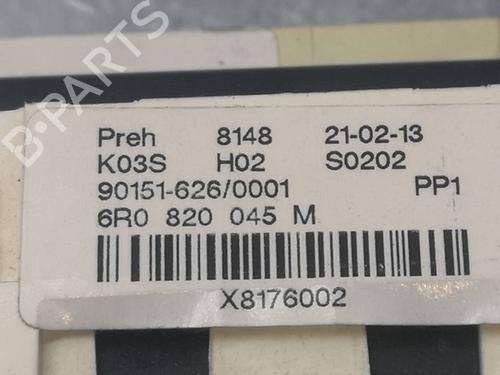 B-PARTS
Preh 8148 21-02-13
K03S H02 S0202
90151-626/0001 PP1
6R0 820 045 M
X8176002